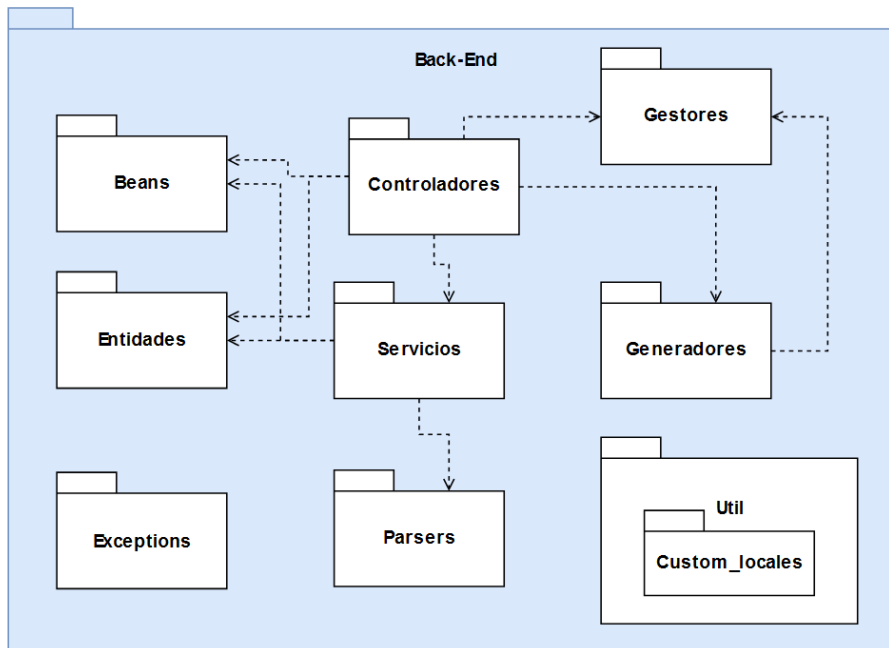 Back-End
Gestores
Beans
Controladores
Entidades
Servicios
Generadores
Exceptions
Parsers
Util
Custom_locales